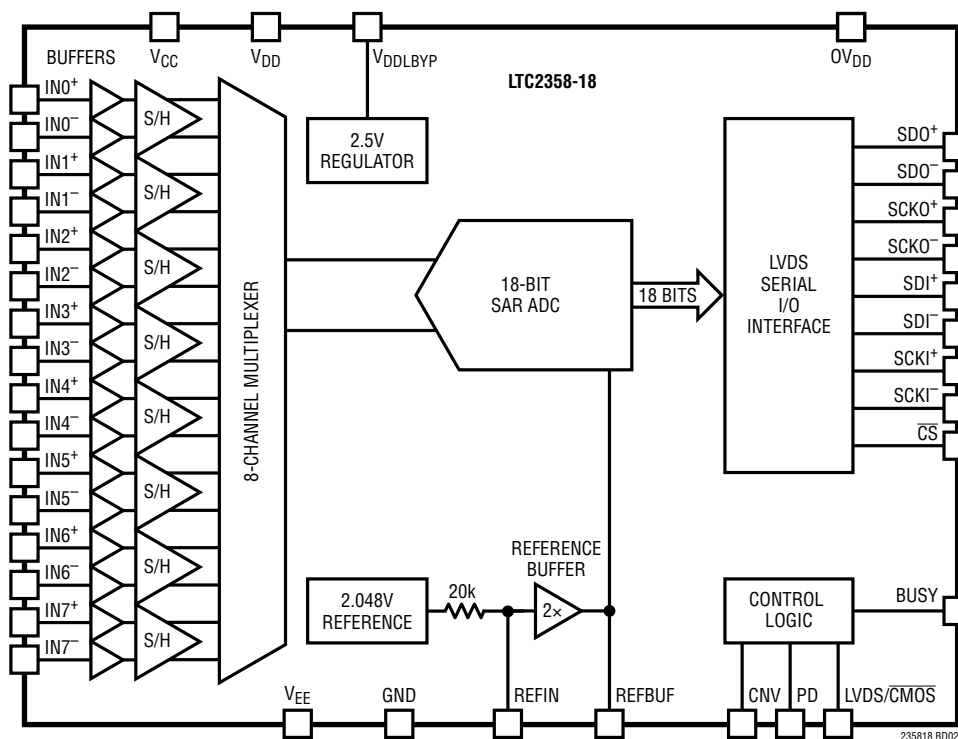 BUFFERS
V_CC
V_DD
V_DDLBYP
OV_DD
LTC2358-18
IN0⁺
IN0⁻
IN1⁺
IN1⁻
IN2⁺
IN2⁻
IN3⁺
IN3⁻
IN4⁺
IN4⁻
IN5⁺
IN5⁻
IN6⁺
IN6⁻
IN7⁺
IN7⁻
S/H
S/H
S/H
S/H
S/H
S/H
S/H
S/H
8-CHANNEL MULTIPLEXER
2.5V
REGULATOR
18-BIT
SAR ADC
18 BITS
LVDS
SERIAL
I/O
INTERFACE
SDO⁺
SDO⁻
SCKO⁺
SCKO⁻
SDI⁺
SDI⁻
SCKI⁺
SCKI⁻
C̅S̅
2.048V
REFERENCE
20k
REFERENCE
BUFFER
2×
CONTROL
LOGIC
BUSY
V_EE
GND
REFIN
REFBUF
CNV
PD
LVDS/C̅M̅O̅S̅
235818 BD02